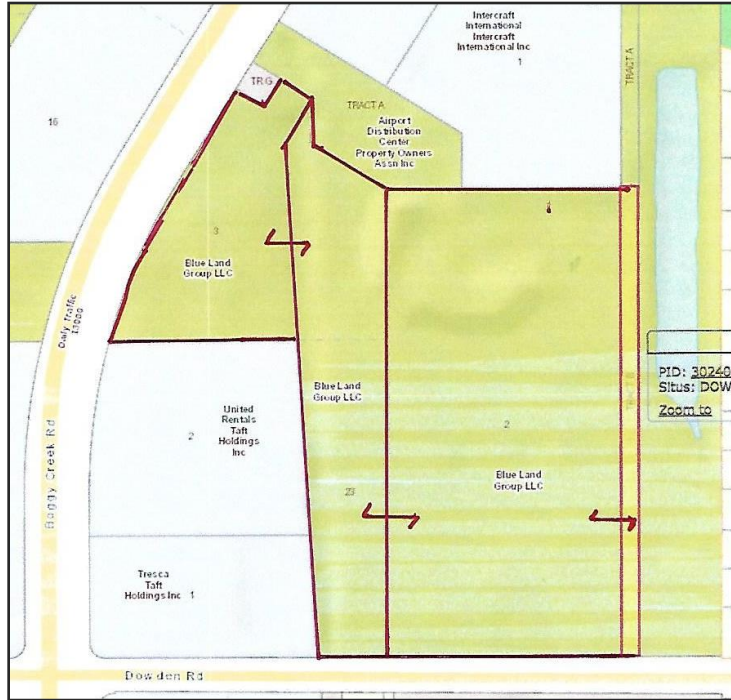 Intercraft
International
Intercraft
International Inc
1
TR G
TRACT A
TRACT A
16
Airport
Distribution
Center
Property Owners
Assn Inc
3
Blue Land
Group LLC
Daily Traffic
PID: 30240
Situs: DOW
Zoom to
Blue Land
Group LLC
United
Rentals
Taft
Holdings
Inc
2
2
Boggy Creek Rd
Blue Land
Group LLC
23
Tresca
Taft
Holdings Inc 1
Dowden Rd